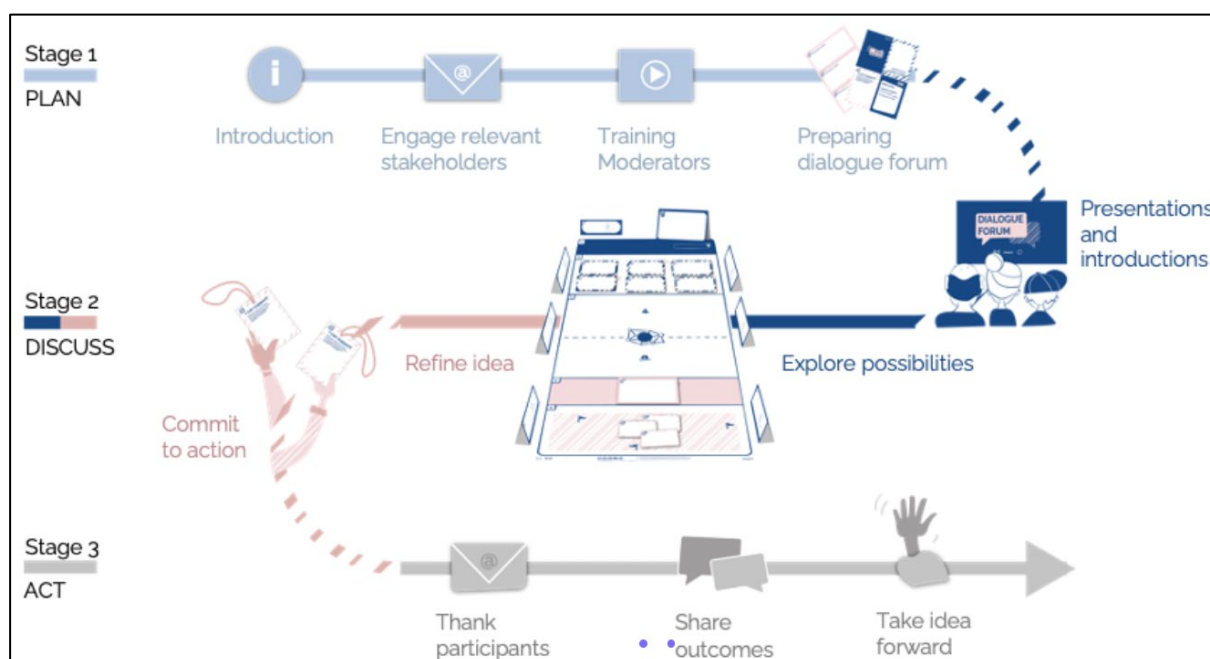 Stage 1
PLAN
i
@
Introduction
Engage relevant
stakeholders
Training
Moderators
Preparing
dialogue forum
DIALOGUE
FORUM
Presentations
and
introductions
Stage 2
DISCUSS
Explore possibilities
Refine idea
Commit
to action
Stage 3
ACT
@
Thank
participants
Share
outcomes
Take idea
forward